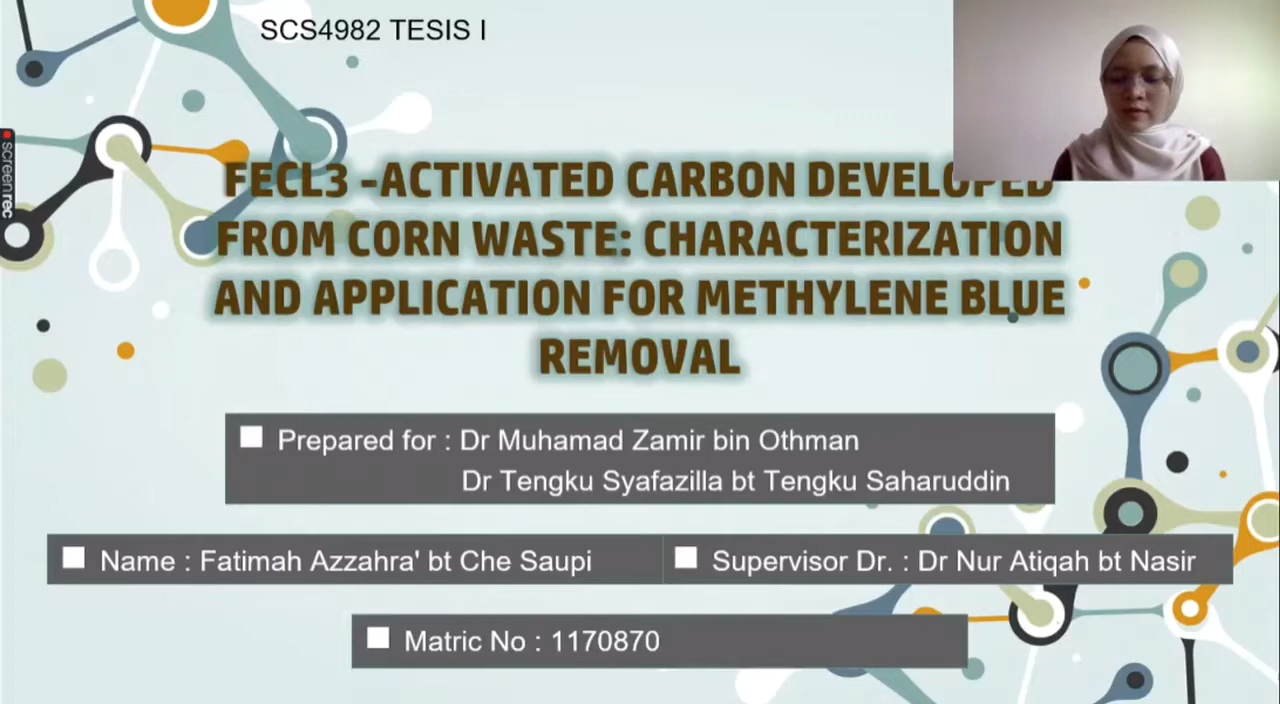 SCS4982 TESIS I
screenrec
FECL3 -ACTIVATED CARBON DEVELOPED
FROM CORN WASTE: CHARACTERIZATION
AND APPLICATION FOR METHYLENE BLUE
REMOVAL
Prepared for : Dr Muhamad Zamir bin Othman
Dr Tengku Syafazilla bt Tengku Saharuddin
Name : Fatimah Azzahra' bt Che Saupi
Supervisor Dr. : Dr Nur Atiqah bt Nasir
Matric No : 1170870